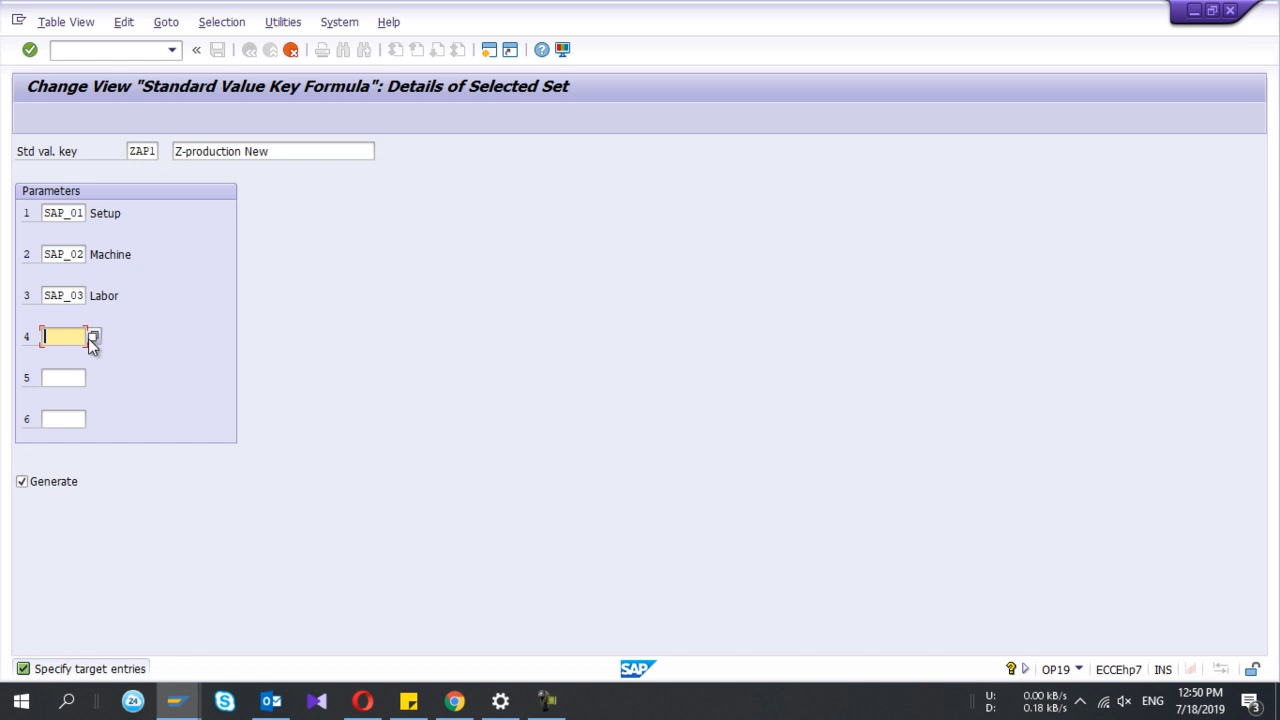 Table View Edit Goto Selection Utilities System Help
Change View "Standard Value Key Formula": Details of Selected Set
Std val. key ZAP1 Z-production New
Parameters
1 SAP_01 Setup
2 SAP_02 Machine
3 SAP_03 Labor
4
5
6
Generate
Specify target entries SAP OP19 ECCEhp7 INS
24 U: 0.00 kB/s 12:50 PM
D: 0.18 kB/s ENG 7/18/2019 3